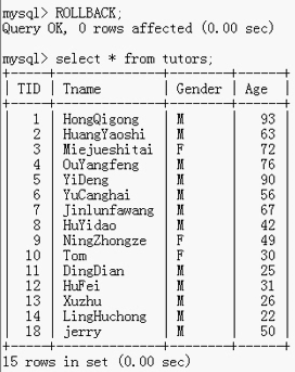 mysql> ROLLBACK;
Query OK, 0 rows affected (0.00 sec)
mysql> select * from tutors;
+-----+--------------+--------+------+
| TID | Tname | Gender | Age |
+-----+--------------+--------+------+
| 1 | HongQigong | M | 93 |
| 2 | HuangYaoshi | M | 63 |
| 3 | Miejueshitai | F | 72 |
| 4 | OuYangfeng | M | 76 |
| 5 | YiDeng | M | 90 |
| 6 | YuCanghai | M | 56 |
| 7 | Jinlunfawang | M | 67 |
| 8 | HuYidao | M | 42 |
| 9 | NingZhongze | F | 49 |
| 10 | Tom | F | 30 |
| 11 | DingDian | M | 25 |
| 12 | HuFei | M | 31 |
| 13 | Xuzhu | M | 26 |
| 14 | LingHuchong | M | 22 |
| 18 | jerry | M | 50 |
+-----+--------------+--------+------+
15 rows in set (0.00 sec)